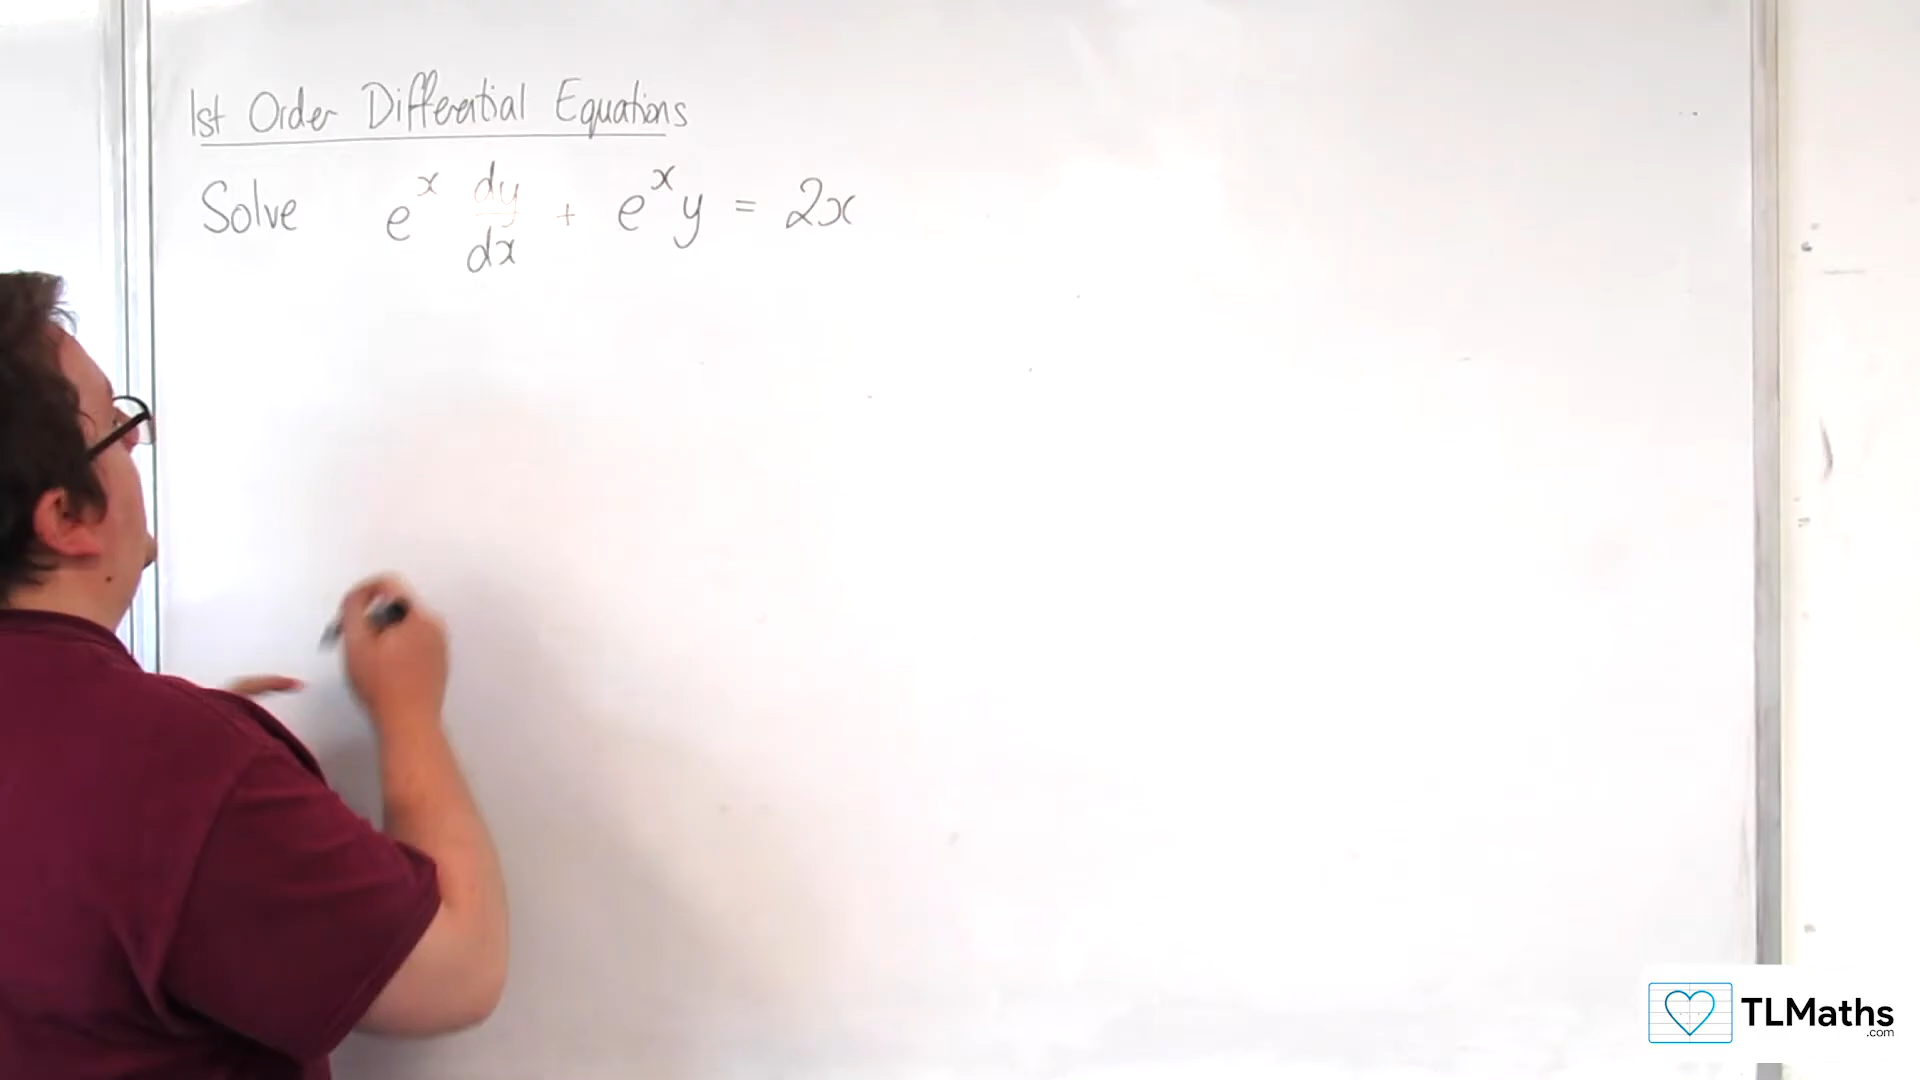 1st Order Differential Equations
Solve e^x dy/dx + e^x y = 2x
TLMaths
.com